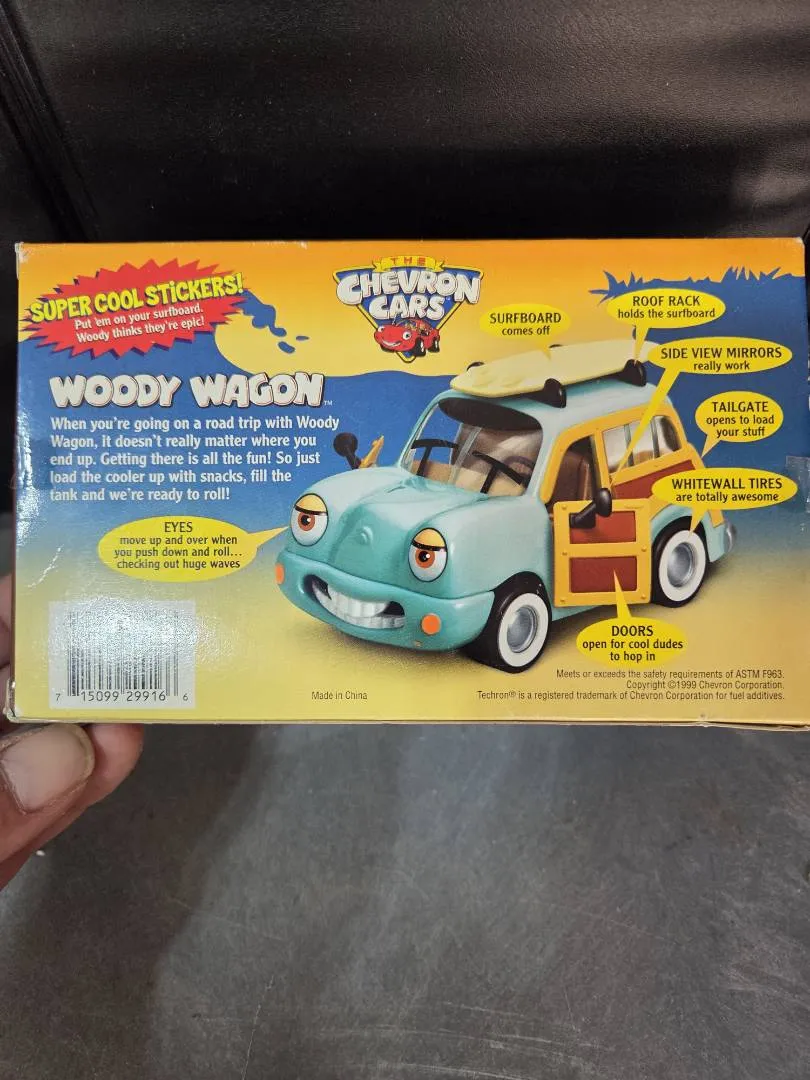 SUPER COOL STICKERS!
Put 'em on your surfboard.
Woody thinks they're epic!
THE
CHEVRON
CARS
WOODY WAGON™
When you're going on a road trip with Woody
Wagon, it doesn't really matter where you
end up. Getting there is all the fun! So just
load the cooler up with snacks, fill the
tank and we're ready to roll!
EYES
move up and over when
you push down and roll...
checking out huge waves
SURFBOARD
comes off
ROOF RACK
holds the surfboard
SIDE VIEW MIRRORS
really work
TAILGATE
opens to load
your stuff
WHITEWALL TIRES
are totally awesome
DOORS
open for cool dudes
to hop in
7 15099 29916 6
Made in China
Meets or exceeds the safety requirements of ASTM F963.
Copyright ©1999 Chevron Corporation.
Techron® is a registered trademark of Chevron Corporation for fuel additives.